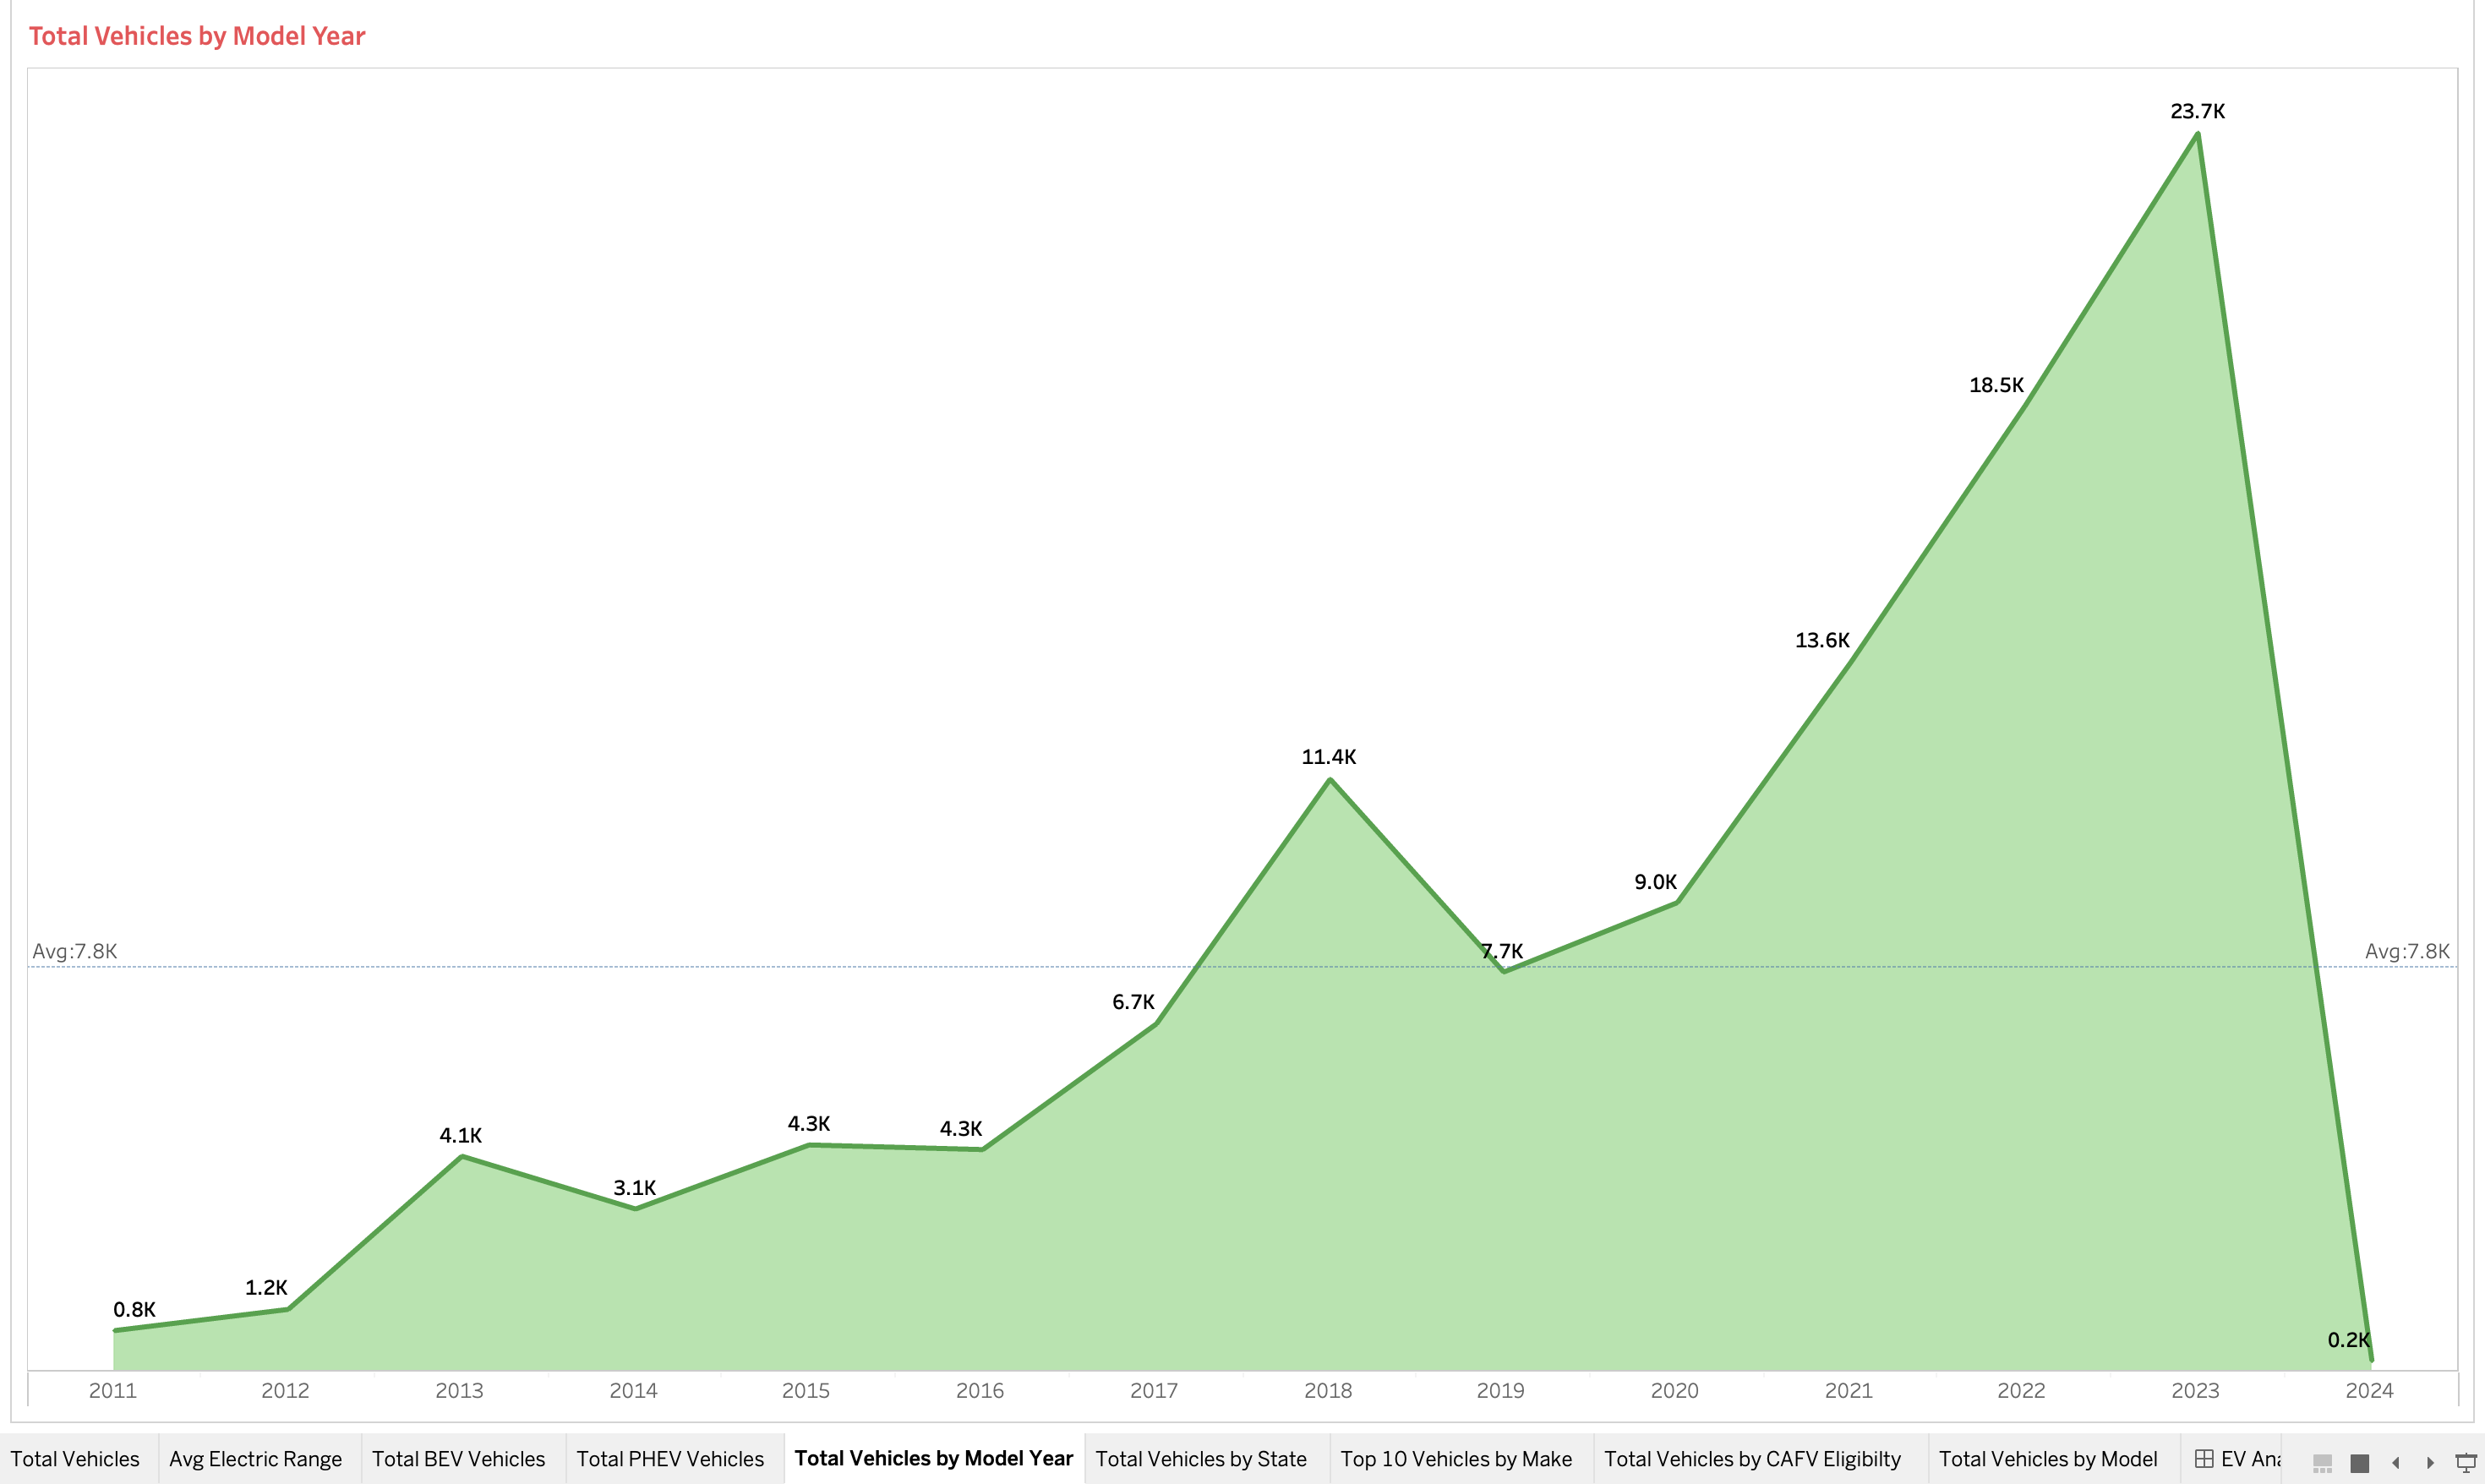 Total Vehicles by Model Year
23.7K
18.5K
13.6K
11.4K
9.0K
Avg:7.8K
7.7K
Avg:7.8K
6.7K
4.1K
4.3K
4.3K
3.1K
1.2K
0.8K
0.2K
2011 2012 2013 2014 2015 2016 2017 2018 2019 2020 2021 2022 2023 2024
Total Vehicles Avg Electric Range Total BEV Vehicles Total PHEV Vehicles Total Vehicles by Model Year Total Vehicles by State Top 10 Vehicles by Make Total Vehicles by CAFV Eligibilty Total Vehicles by Model EV Ana